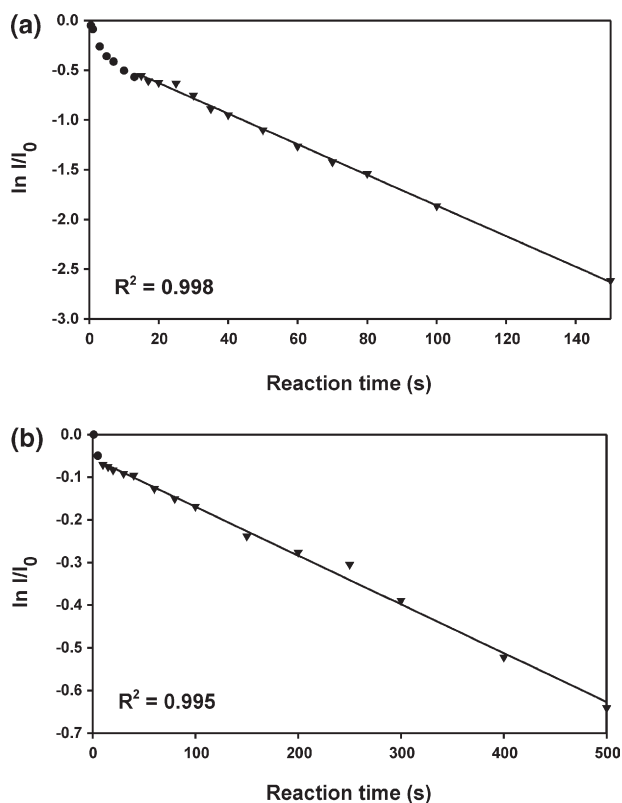 (a)
0.0
-0.5
-1.0
-1.5
-2.0
-2.5
-3.0
ln I/I₀
R² = 0.998
0 20 40 60 80 100 120 140
Reaction time (s)
(b)
0.0
-0.1
-0.2
-0.3
-0.4
-0.5
-0.6
-0.7
ln I/I₀
R² = 0.995
0 100 200 300 400 500
Reaction time (s)